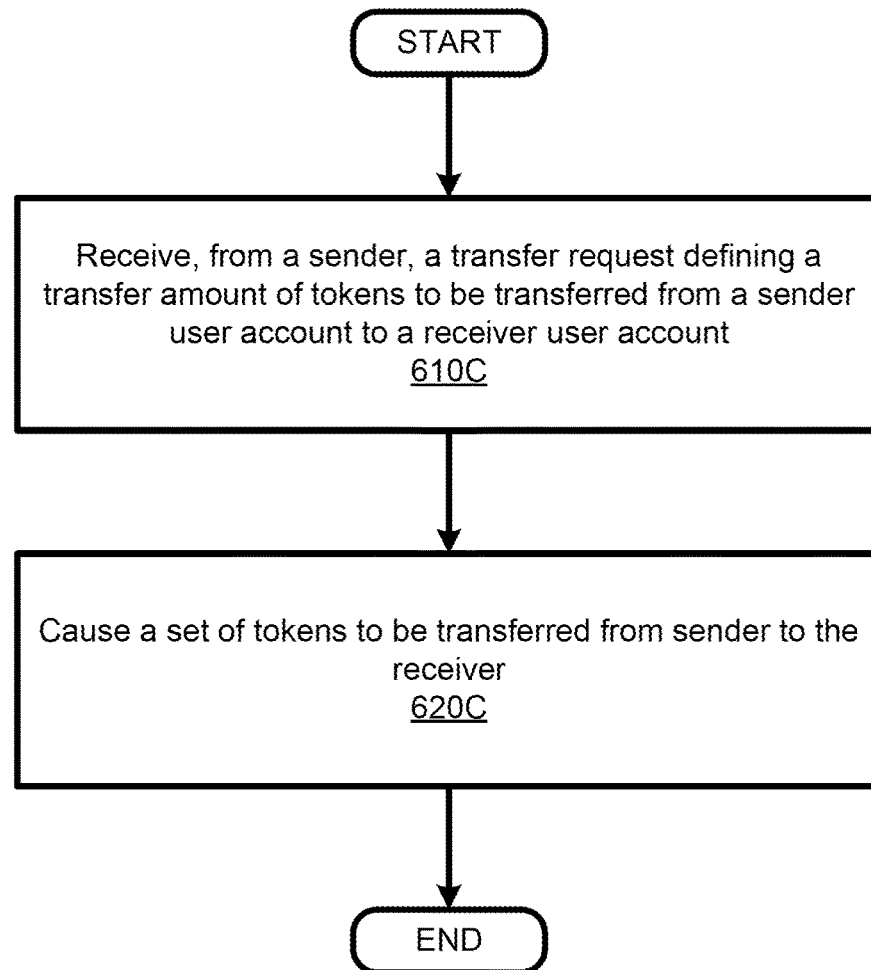 START
Receive, from a sender, a transfer request defining a
transfer amount of tokens to be transferred from a sender
user account to a receiver user account
610C
Cause a set of tokens to be transferred from sender to the
receiver
620C
END